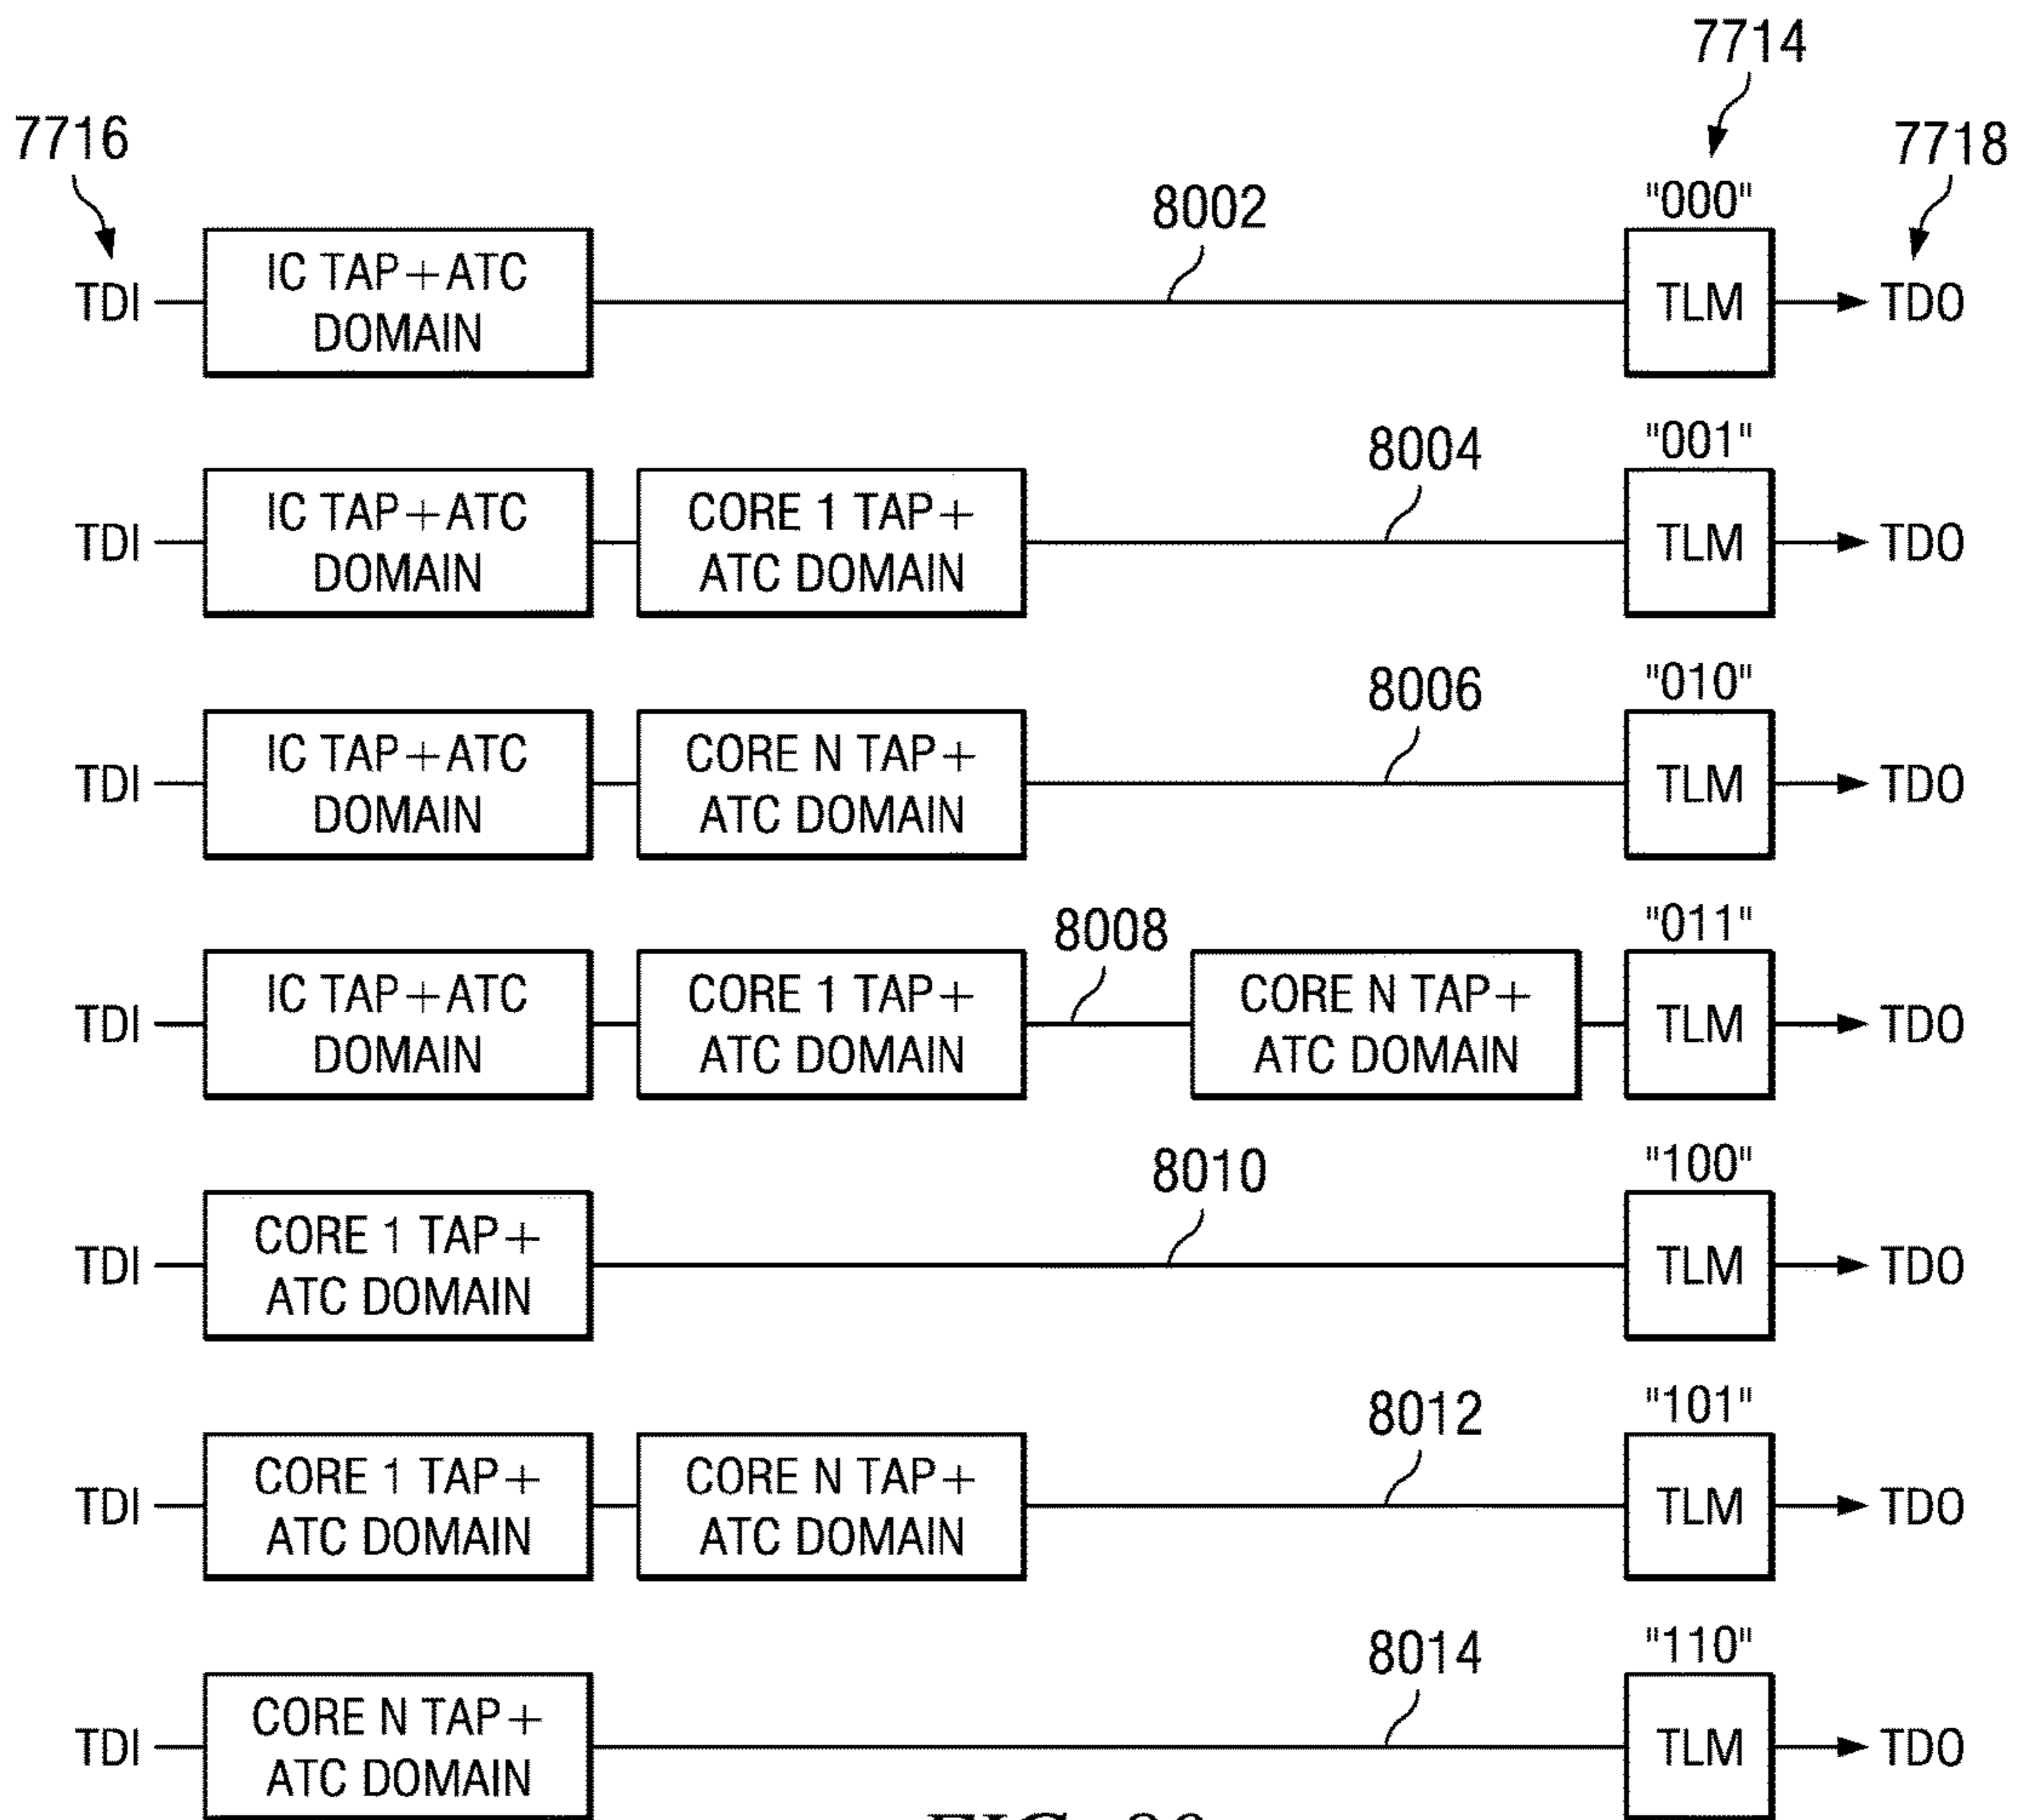 7714
7716
7718
8002
"000"
TDI
IC TAP+ATC
DOMAIN
TLM
TDO
8004
"001"
TDI
IC TAP+ATC
DOMAIN
CORE 1 TAP+
ATC DOMAIN
TLM
TDO
8006
"010"
TDI
IC TAP+ATC
DOMAIN
CORE N TAP+
ATC DOMAIN
TLM
TDO
8008
"011"
TDI
IC TAP+ATC
DOMAIN
CORE 1 TAP+
ATC DOMAIN
CORE N TAP+
ATC DOMAIN
TLM
TDO
8010
"100"
TDI
CORE 1 TAP+
ATC DOMAIN
TLM
TDO
8012
"101"
TDI
CORE 1 TAP+
ATC DOMAIN
CORE N TAP+
ATC DOMAIN
TLM
TDO
8014
"110"
TDI
CORE N TAP+
ATC DOMAIN
TLM
TDO